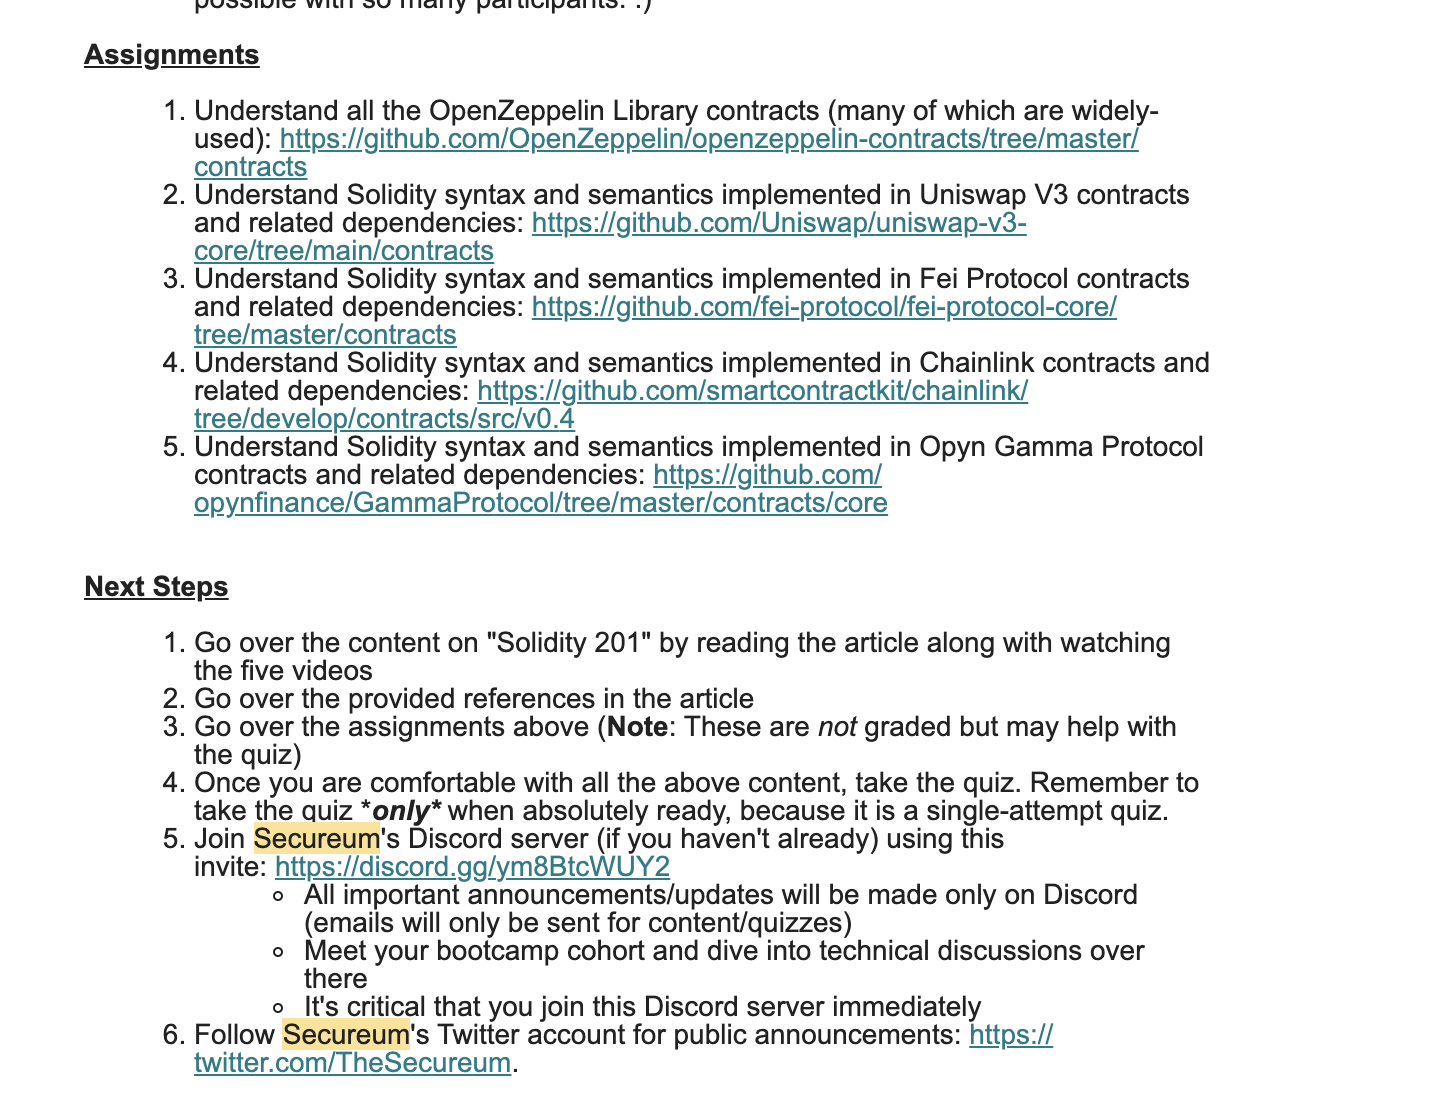 possible with so many participants. :)
Assignments
1. Understand all the OpenZeppelin Library contracts (many of which are widely-
used): https://github.com/OpenZeppelin/openzeppelin-contracts/tree/master/
contracts
2. Understand Solidity syntax and semantics implemented in Uniswap V3 contracts
and related dependencies: https://github.com/Uniswap/uniswap-v3-
core/tree/main/contracts
3. Understand Solidity syntax and semantics implemented in Fei Protocol contracts
and related dependencies: https://github.com/fei-protocol/fei-protocol-core/
tree/master/contracts
4. Understand Solidity syntax and semantics implemented in Chainlink contracts and
related dependencies: https://github.com/smartcontractkit/chainlink/
tree/develop/contracts/src/v0.4
5. Understand Solidity syntax and semantics implemented in Opyn Gamma Protocol
contracts and related dependencies: https://github.com/
opynfinance/GammaProtocol/tree/master/contracts/core
Next Steps
1. Go over the content on "Solidity 201" by reading the article along with watching
the five videos
2. Go over the provided references in the article
3. Go over the assignments above (Note: These are not graded but may help with
the quiz)
4. Once you are comfortable with all the above content, take the quiz. Remember to
take the quiz *only* when absolutely ready, because it is a single-attempt quiz.
5. Join Secureum's Discord server (if you haven't already) using this
invite: https://discord.gg/ym8BtcWUY2
○ All important announcements/updates will be made only on Discord
(emails will only be sent for content/quizzes)
○ Meet your bootcamp cohort and dive into technical discussions over
there
○ It's critical that you join this Discord server immediately
6. Follow Secureum's Twitter account for public announcements: https://
twitter.com/TheSecureum.